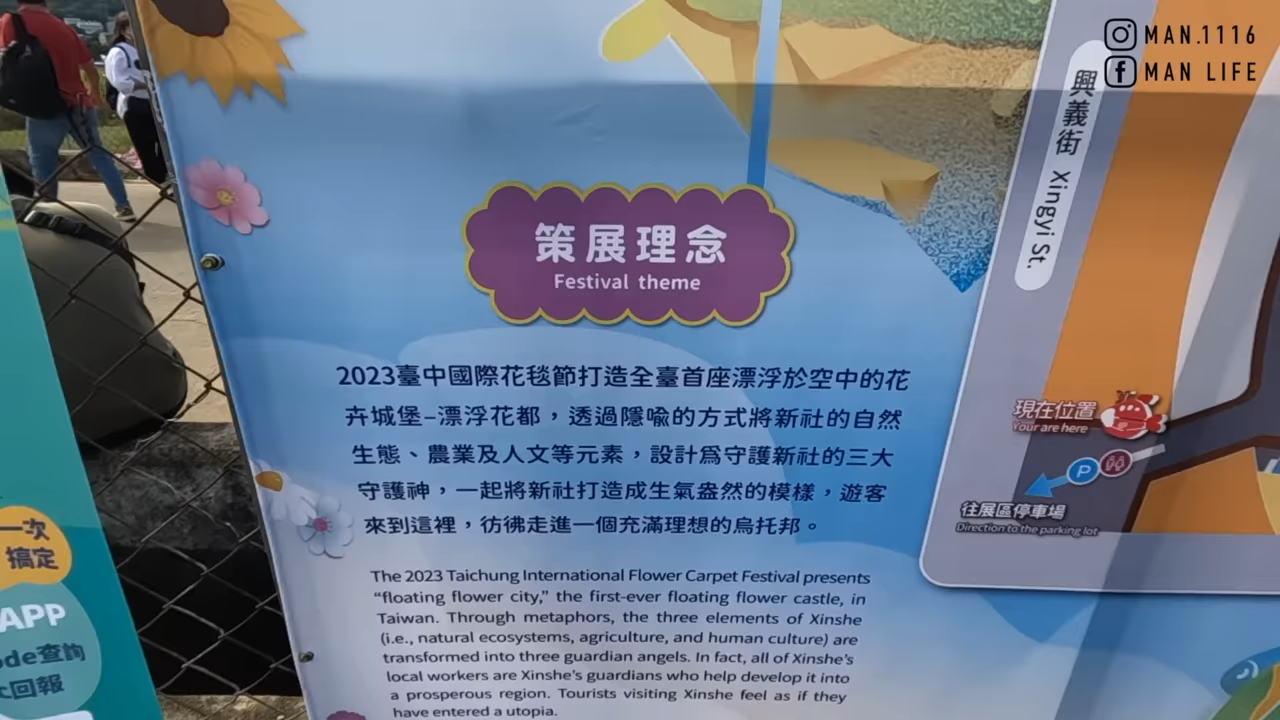 MAN.1116
MAN LIFE
興義街 Xingyi St.
策展理念
Festival theme
2023臺中國際花毯節打造全臺首座漂浮於空中的花
卉城堡–漂浮花都，透過隱喻的方式將新社的自然
生態、農業及人文等元素，設計為守護新社的三大
守護神，一起將新社打造成生氣盎然的模樣，遊客
來到這裡，彷彿走進一個充滿理想的烏托邦。
The 2023 Taichung International Flower Carpet Festival presents
“floating flower city,” the first-ever floating flower castle, in
Taiwan. Through metaphors, the three elements of Xinshe
(i.e., natural ecosystems, agriculture, and human culture) are
transformed into three guardian angels. In fact, all of Xinshe’s
local workers are Xinshe’s guardians who help develop it into
a prosperous region. Tourists visiting Xinshe feel as if they
have entered a utopia.
現在位置
Your are here
P
往展區停車場
Direction to the parking lot
一次
搞定
APP
ode查詢
回報